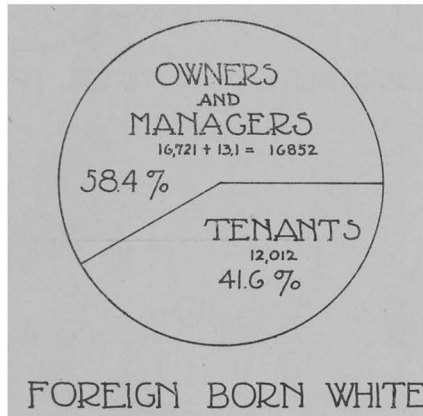 OWNERS
AND
MANAGERS
16,721 + 13,1 = 16852
58.4 %
TENANTS
12,012
41.6 %
FOREIGN BORN WHITE